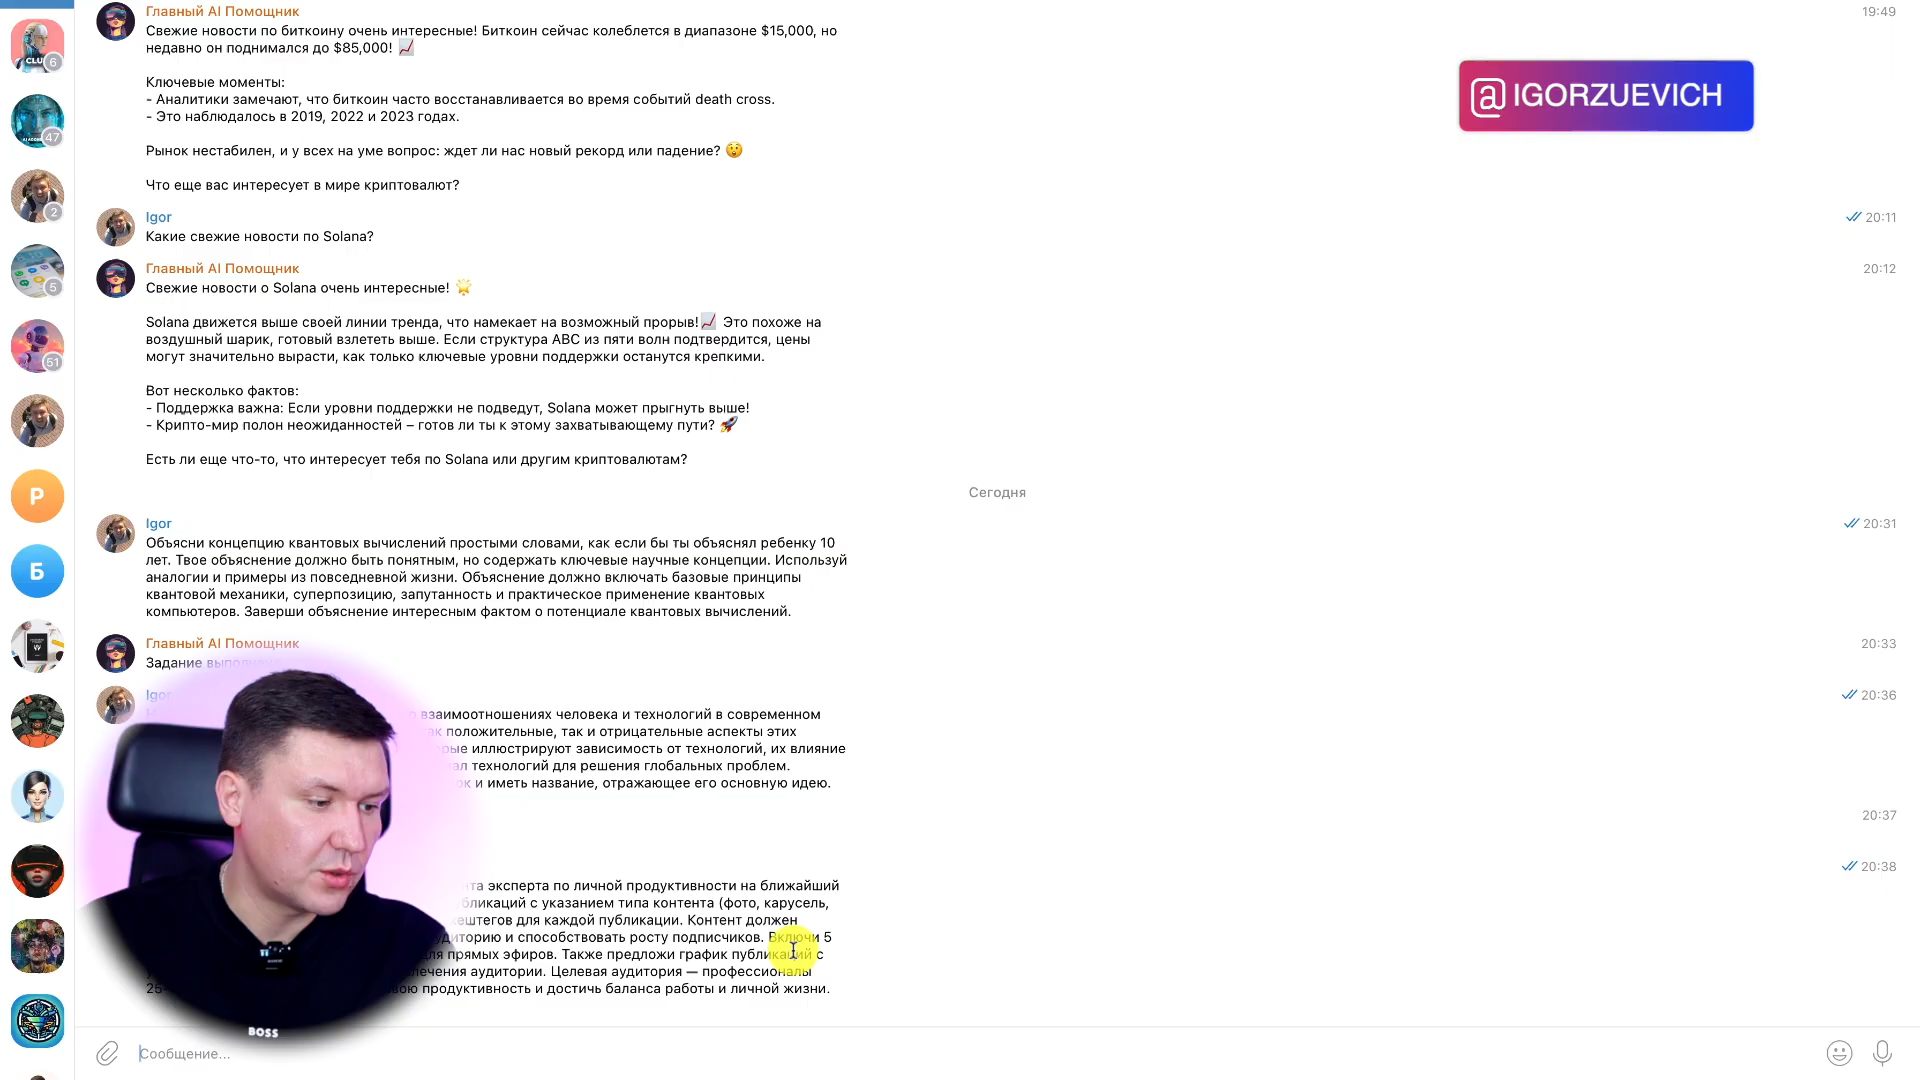 Главный AI Помощник
19:49
Свежие новости по биткоину очень интересные! Биткоин сейчас колеблется в диапазоне $15,000, но
недавно он поднимался до $85,000! 📈
Ключевые моменты:
- Аналитики замечают, что биткоин часто восстанавливается во время событий death cross.
- Это наблюдалось в 2019, 2022 и 2023 годах.
Рынок нестабилен, и у всех на уме вопрос: ждет ли нас новый рекорд или падение? 😲
Что еще вас интересует в мире криптовалют?
@IGORZUEVICH
CLU
6
47
2
5
51
Р
Б
Igor
20:11
Какие свежие новости по Solana?
Главный AI Помощник
20:12
Свежие новости о Solana очень интересные! 🌟
Solana движется выше своей линии тренда, что намекает на возможный прорыв!📈 Это похоже на
воздушный шарик, готовый взлететь выше. Если структура ABC из пяти волн подтвердится, цены
могут значительно вырасти, как только ключевые уровни поддержки останутся крепкими.
Вот несколько фактов:
- Поддержка важна: Если уровни поддержки не подведут, Solana может прыгнуть выше!
- Крипто-мир полон неожиданностей – готов ли ты к этому захватывающему пути? 🚀
Есть ли еще что-то, что интересует тебя по Solana или другим криптовалютам?
Сегодня
Igor
20:31
Объясни концепцию квантовых вычислений простыми словами, как если бы ты объяснял ребенку 10
лет. Твое объяснение должно быть понятным, но содержать ключевые научные концепции. Используй
аналогии и примеры из повседневной жизни. Объяснение должно включать базовые принципы
квантовой механики, суперпозицию, запутанность и практическое применение квантовых
компьютеров. Заверши объяснение интересным фактом о потенциале квантовых вычислений.
Главный AI Помощник
20:33
Задание
Igor
20:36
взаимоотношениях человека и технологий в современном
положительные, так и отрицательные аспекты этих
иллюстрируют зависимость от технологий, их влияние
технологий для решения глобальных проблем.
и иметь название, отражающее его основную идею.
20:37
20:38
эксперта по личной продуктивности на ближайший
с указанием типа контента (фото, карусель,
для каждой публикации. Контент должен
и способствовать росту подписчиков. Включи 5
для прямых эфиров. Также предложи график публикаций с
аудитории. Целевая аудитория — профессионалы
продуктивность и достичь баланса работы и личной жизни.
BOSS
Сообщение...